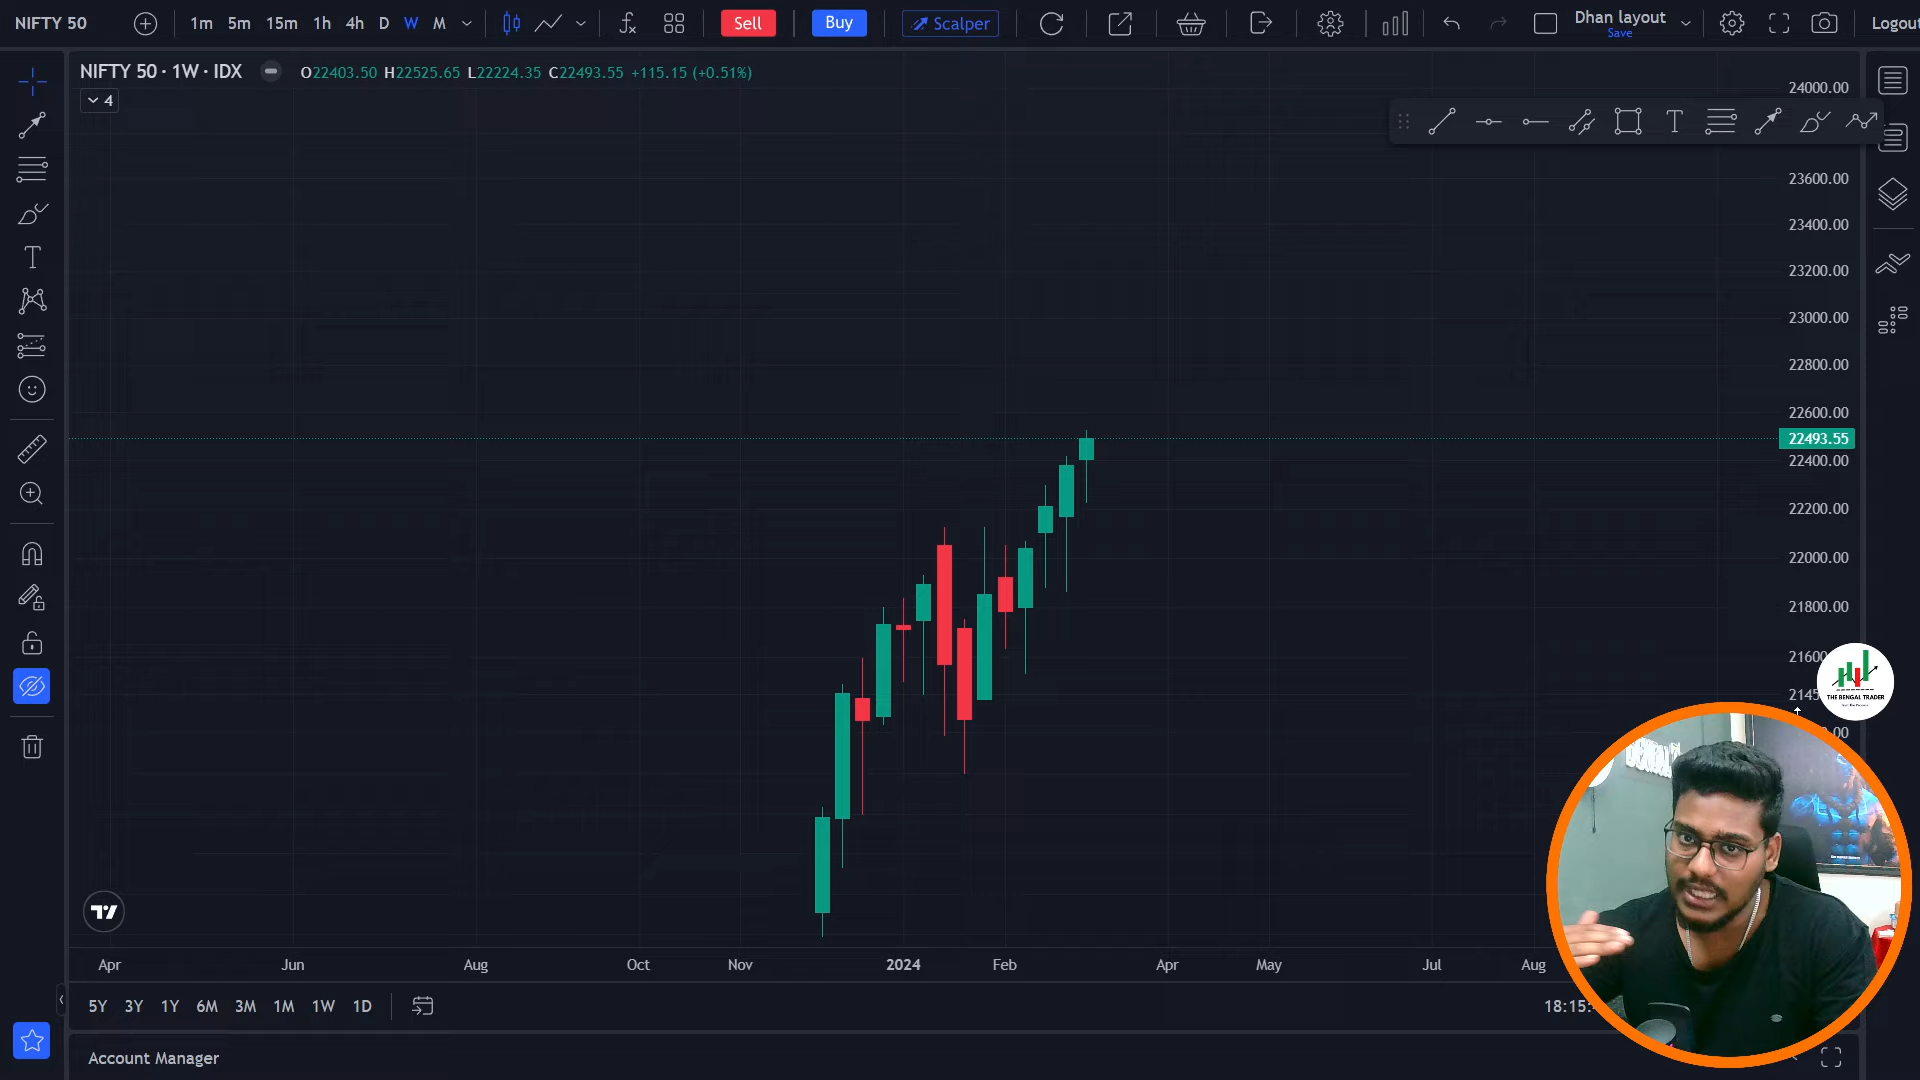 NIFTY 50
1m 5m 15m 1h 4h D W M
Sell
Buy
Scalper
Dhan layout
Save
Logout
NIFTY 50 · 1W · IDX
O22403.50 H22525.65 L22224.35 C22493.55 +115.15 (+0.51%)
4
24000.00
23600.00
23400.00
23200.00
23000.00
22800.00
22600.00
22493.55
22400.00
22200.00
22000.00
21800.00
21600
2145
.00
THE BENGAL TRADER
Apr Jun Aug Oct Nov 2024 Feb Apr May Jul Aug
5Y 3Y 1Y 6M 3M 1M 1W 1D
18:15:
Account Manager